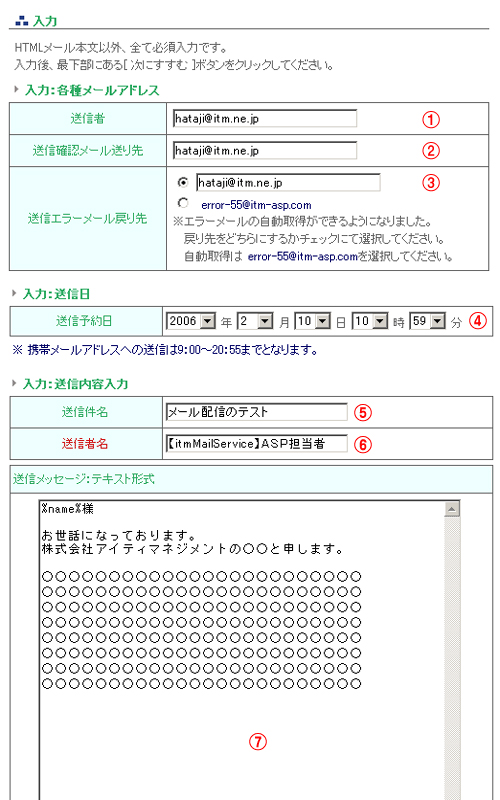 入力
HTMLメール本文以外、全て必須入力です。
入力後、最下部にある[ 次にすすむ ]ボタンをクリックしてください。
入力：各種メールアドレス
送信者 hataji@itm.ne.jp ①
送信確認メール送り先 hataji@itm.ne.jp ②
送信エラーメール戻り先 hataji@itm.ne.jp ③
error-55@itm-asp.com
※エラーメールの自動取得ができるようになりました。
戻り先をどちらにするかチェックにて選択してください。
自動取得は error-55@itm-asp.comを選択してください。
入力：送信日
送信予約日 2006 年 2 月 10 日 10 時 59 分 ④
※ 携帯メールアドレスへの送信は9:00～20:55までとなります。
入力：送信内容入力
送信件名 メール配信のテスト ⑤
送信者名 【itmMailService】ASP担当者 ⑥
送信メッセージ：テキスト形式
%name%様
お世話になっております。
株式会社アイティマネジメントの〇〇と申します。
〇〇〇〇〇〇〇〇〇〇〇〇〇〇〇〇〇〇〇〇〇〇〇〇
〇〇〇〇〇〇〇〇〇〇〇〇〇〇〇〇〇〇〇〇〇〇〇〇
〇〇〇〇〇〇〇〇〇〇〇〇〇〇〇〇〇〇〇〇〇〇〇〇
〇〇〇〇〇〇〇〇〇〇〇〇〇〇〇〇〇〇〇〇〇〇〇〇
〇〇〇〇〇〇〇〇〇〇〇〇〇〇〇〇〇〇〇〇〇〇〇〇
〇〇〇〇〇〇〇〇〇〇〇〇〇〇〇〇〇〇〇〇〇〇〇〇
〇〇〇〇〇〇〇〇〇〇〇〇〇〇〇〇〇〇〇〇〇〇〇〇
〇〇〇〇〇〇〇〇〇〇〇〇〇〇〇〇〇〇〇〇〇〇〇〇
⑦